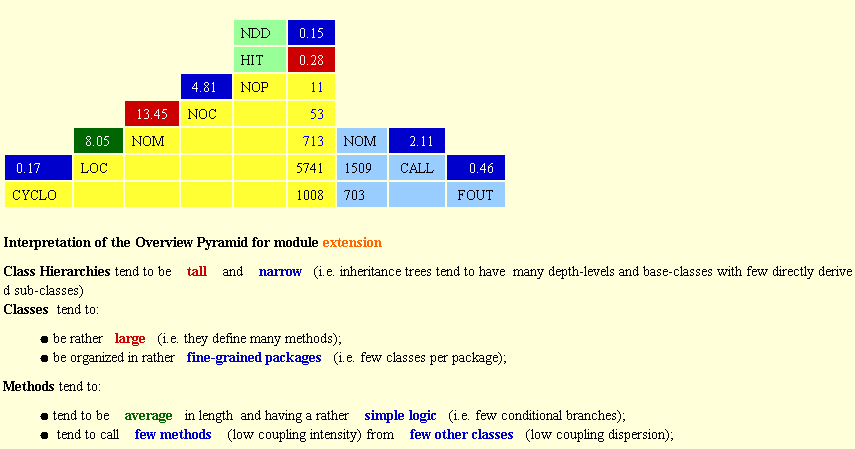 NDD 0.15
HIT 0.28
4.81 NOP 11
13.45 NOC 53
8.05 NOM 713 NOM 2.11
0.17 LOC 5741 1509 CALL 0.46
CYCLO 1008 703 FOUT
Interpretation of the Overview Pyramid for module extension
Class Hierarchies tend to be tall and narrow (i.e. inheritance trees tend to have many depth-levels and base-classes with few directly derive
d sub-classes)
Classes tend to:
● be rather large (i.e. they define many methods);
● be organized in rather fine-grained packages (i.e. few classes per package);
Methods tend to:
● tend to be average in length and having a rather simple logic (i.e. few conditional branches);
● tend to call few methods (low coupling intensity) from few other classes (low coupling dispersion);